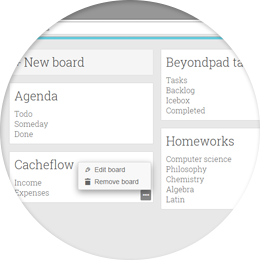 New board
Agenda
Todo
Someday
Done
Cacheflow
Income
Expenses
Edit board
Remove board
Beyondpad
Tasks
Backlog
Icebox
Completed
Homeworks
Computer science
Philosophy
Chemistry
Algebra
Latin